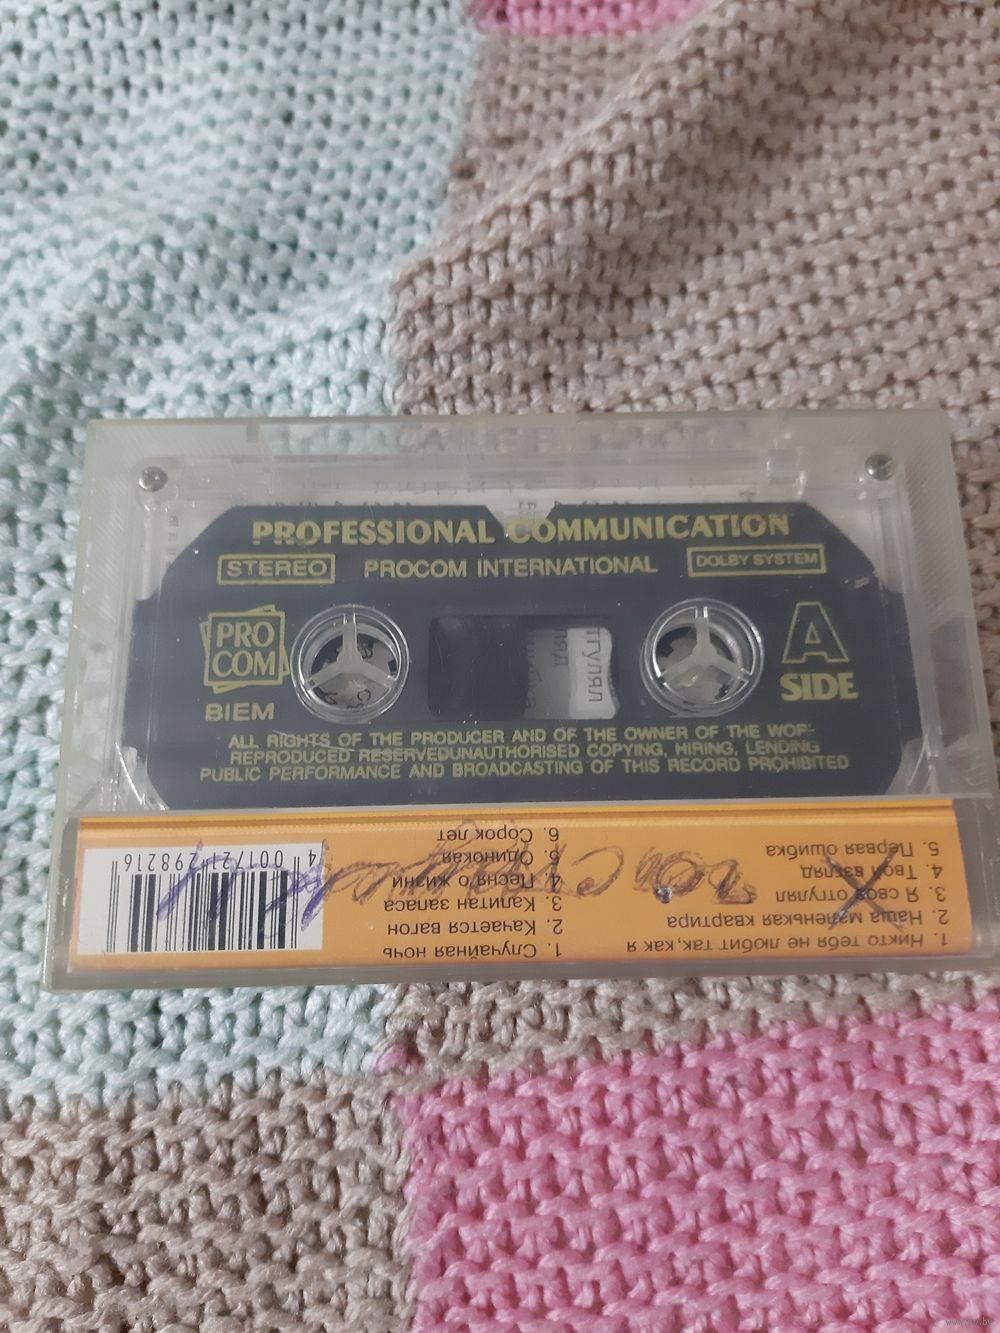 PROFESSIONAL COMMUNICATION
STEREO
PROCOM INTERNATIONAL
DOLBY SYSTEM
PRO
COM
BIEM
A
SIDE
ALL RIGHTS OF THE PRODUCER AND OF THE OWNER OF THE WOR
REPRODUCED RESERVEDUNAUTHORISED COPYING, HIRING, LENDING
PUBLIC PERFORMANCE AND BROADCASTING OF THIS RECORD PROHIBITED
1. Никто тебя не любит так, как я
2. Наша маленькая квартира
3. Я своё отгулял
4. Твой взгляд
5. Первая ошибка
1. Случайная ночь
2. Качается вагон
3. Капитан запаса
4. Песня о жизни
5. Одинокая
6. Сорок лет
4 001721 298216